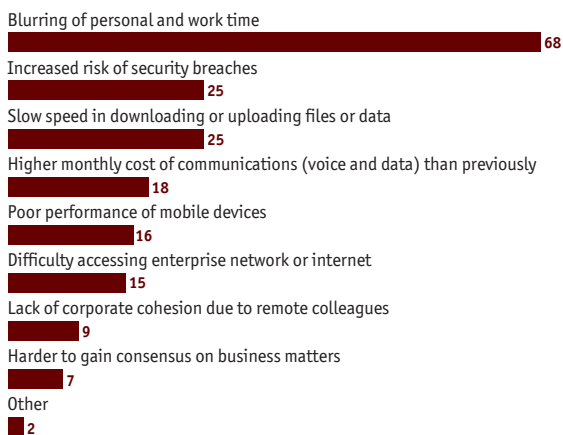 Blurring of personal and work time
68
Increased risk of security breaches
25
Slow speed in downloading or uploading files or data
25
Higher monthly cost of communications (voice and data) than previously
18
Poor performance of mobile devices
16
Difficulty accessing enterprise network or internet
15
Lack of corporate cohesion due to remote colleagues
9
Harder to gain consensus on business matters
7
Other
2